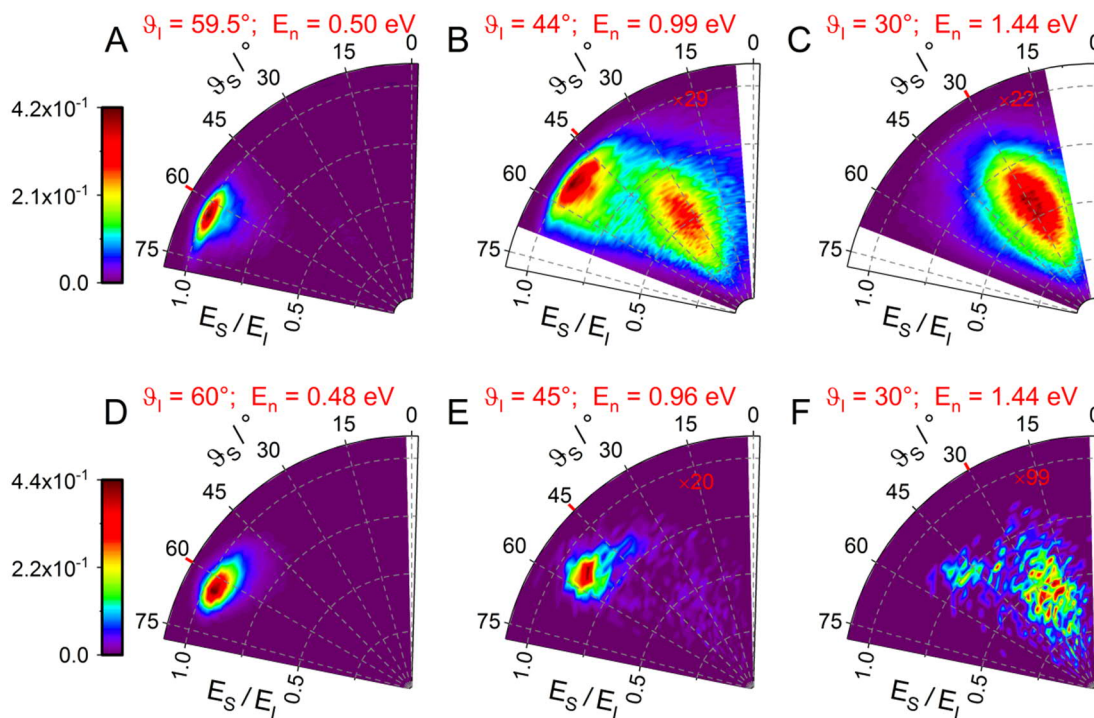 A ϑI = 59.5°; En = 0.50 eV
4.2x10⁻¹
2.1x10⁻¹
0.0
ϑS / °
0
15
30
45
60
75
1.0
0.5
ES / EI
B ϑI = 44°; En = 0.99 eV
×29
ϑS / °
0
15
30
45
60
75
1.0
0.5
ES / EI
C ϑI = 30°; En = 1.44 eV
×22
ϑS / °
0
15
30
45
60
75
1.0
0.5
ES / EI
D ϑI = 60°; En = 0.48 eV
4.4x10⁻¹
2.2x10⁻¹
0.0
ϑS / °
0
15
30
45
60
75
1.0
0.5
ES / EI
E ϑI = 45°; En = 0.96 eV
×20
ϑS / °
0
15
30
45
60
75
1.0
0.5
ES / EI
F ϑI = 30°; En = 1.44 eV
×99
ϑS / °
0
15
30
45
60
75
1.0
0.5
ES / EI